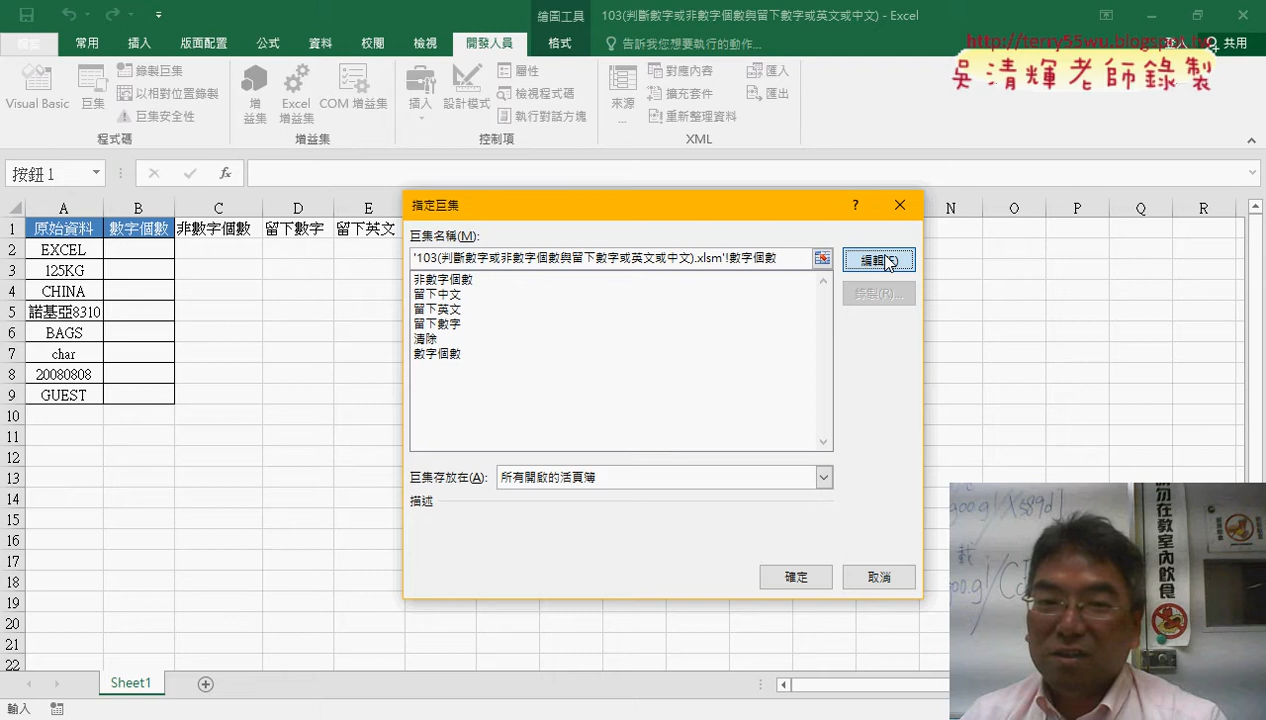 繪圖工具
103(判斷數字或非數字個數與留下數字或英文或中文) - Excel
http://terry55wu.blogspot.tw
吳清輝老師錄製
常用 插入 版面配置 公式 資料 校閱 檢視 開發人員 格式 告訴我您想要執行的動作... 共用
Visual Basic
巨集
錄製巨集
以相對位置錄製
巨集安全性
程式碼
增益集
Excel 增益集
COM 增益集
增益集
插入
設計模式
屬性
檢視程式碼
執行對話方塊
控制項
來源...
對應內容
擴充套件
重新整理資料
匯入
匯出
XML
按鈕 1
fx
A B C D E N O P Q R
1 原始資料 數字個數 非數字個數 留下數字 留下英文
2 EXCEL
3 125KG
4 CHINA
5 諾基亞8310
6 BAGS
7 char
8 20080808
9 GUEST
10
11
12
13
14
15
16
17
18
19
20
21
22
指定巨集
?
巨集名稱(M):
'103(判斷數字或非數字個數與留下數字或英文或中文).xlsm'!數字個數
編輯(E)
錄製(R)...
非數字個數
留下中文
留下英文
留下數字
清除
數字個數
巨集存放在(A): 所有開啟的活頁簿
描述
確定
取消
Sheet1
輸入
勿在教室內飲食